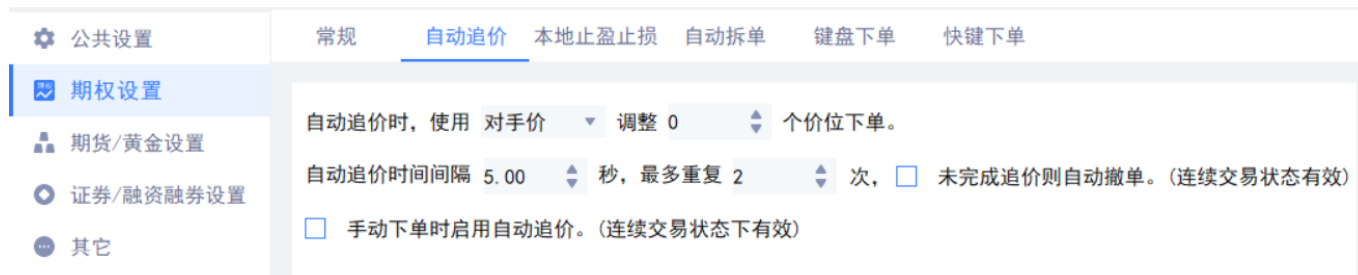 公共设置
期权设置
期货/黄金设置
证券/融资融券设置
其它
常规 自动追价 本地止盈止损 自动拆单 键盘下单 快键下单
自动追价时，使用 对手价 调整 0 个价位下单。
自动追价时间间隔 5.00 秒，最多重复 2 次， 未完成追价则自动撤单。(连续交易状态有效)
手动下单时启用自动追价。(连续交易状态下有效)